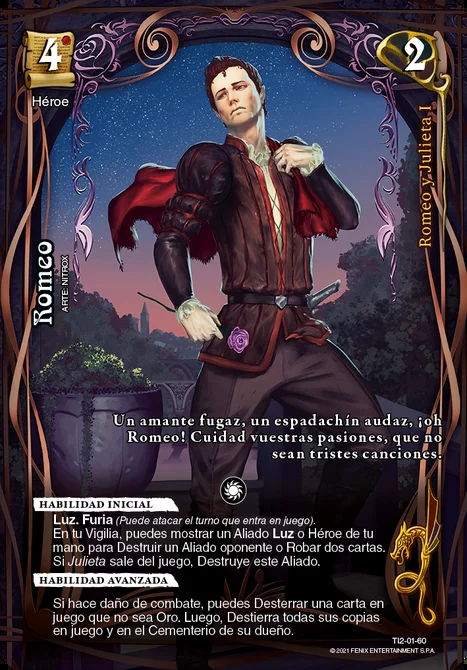 4
2
Héroe
Romeo y Julieta I
Romeo
ARTE: NITROX
Un amante fugaz, un espadachín audaz, ¡oh
Romeo! Cuidad vuestras pasiones, que no
sean tristes canciones.
HABILIDAD INICIAL
Luz. Furia (Puede atacar el turno que entra en juego).
En tu Vigilia, puedes mostrar un Aliado Luz o Héroe de tu
mano para Destruir un Aliado oponente o Robar dos cartas.
Si Julieta sale del juego, Destruye este Aliado.
HABILIDAD AVANZADA
Si hace daño de combate, puedes Desterrar una carta en
juego que no sea Oro. Luego, Destierra todas sus copias
en juego y en el Cementerio de su dueño.
TI2-01-60
© 2021 FENIX ENTERTAINMENT S.P.A.